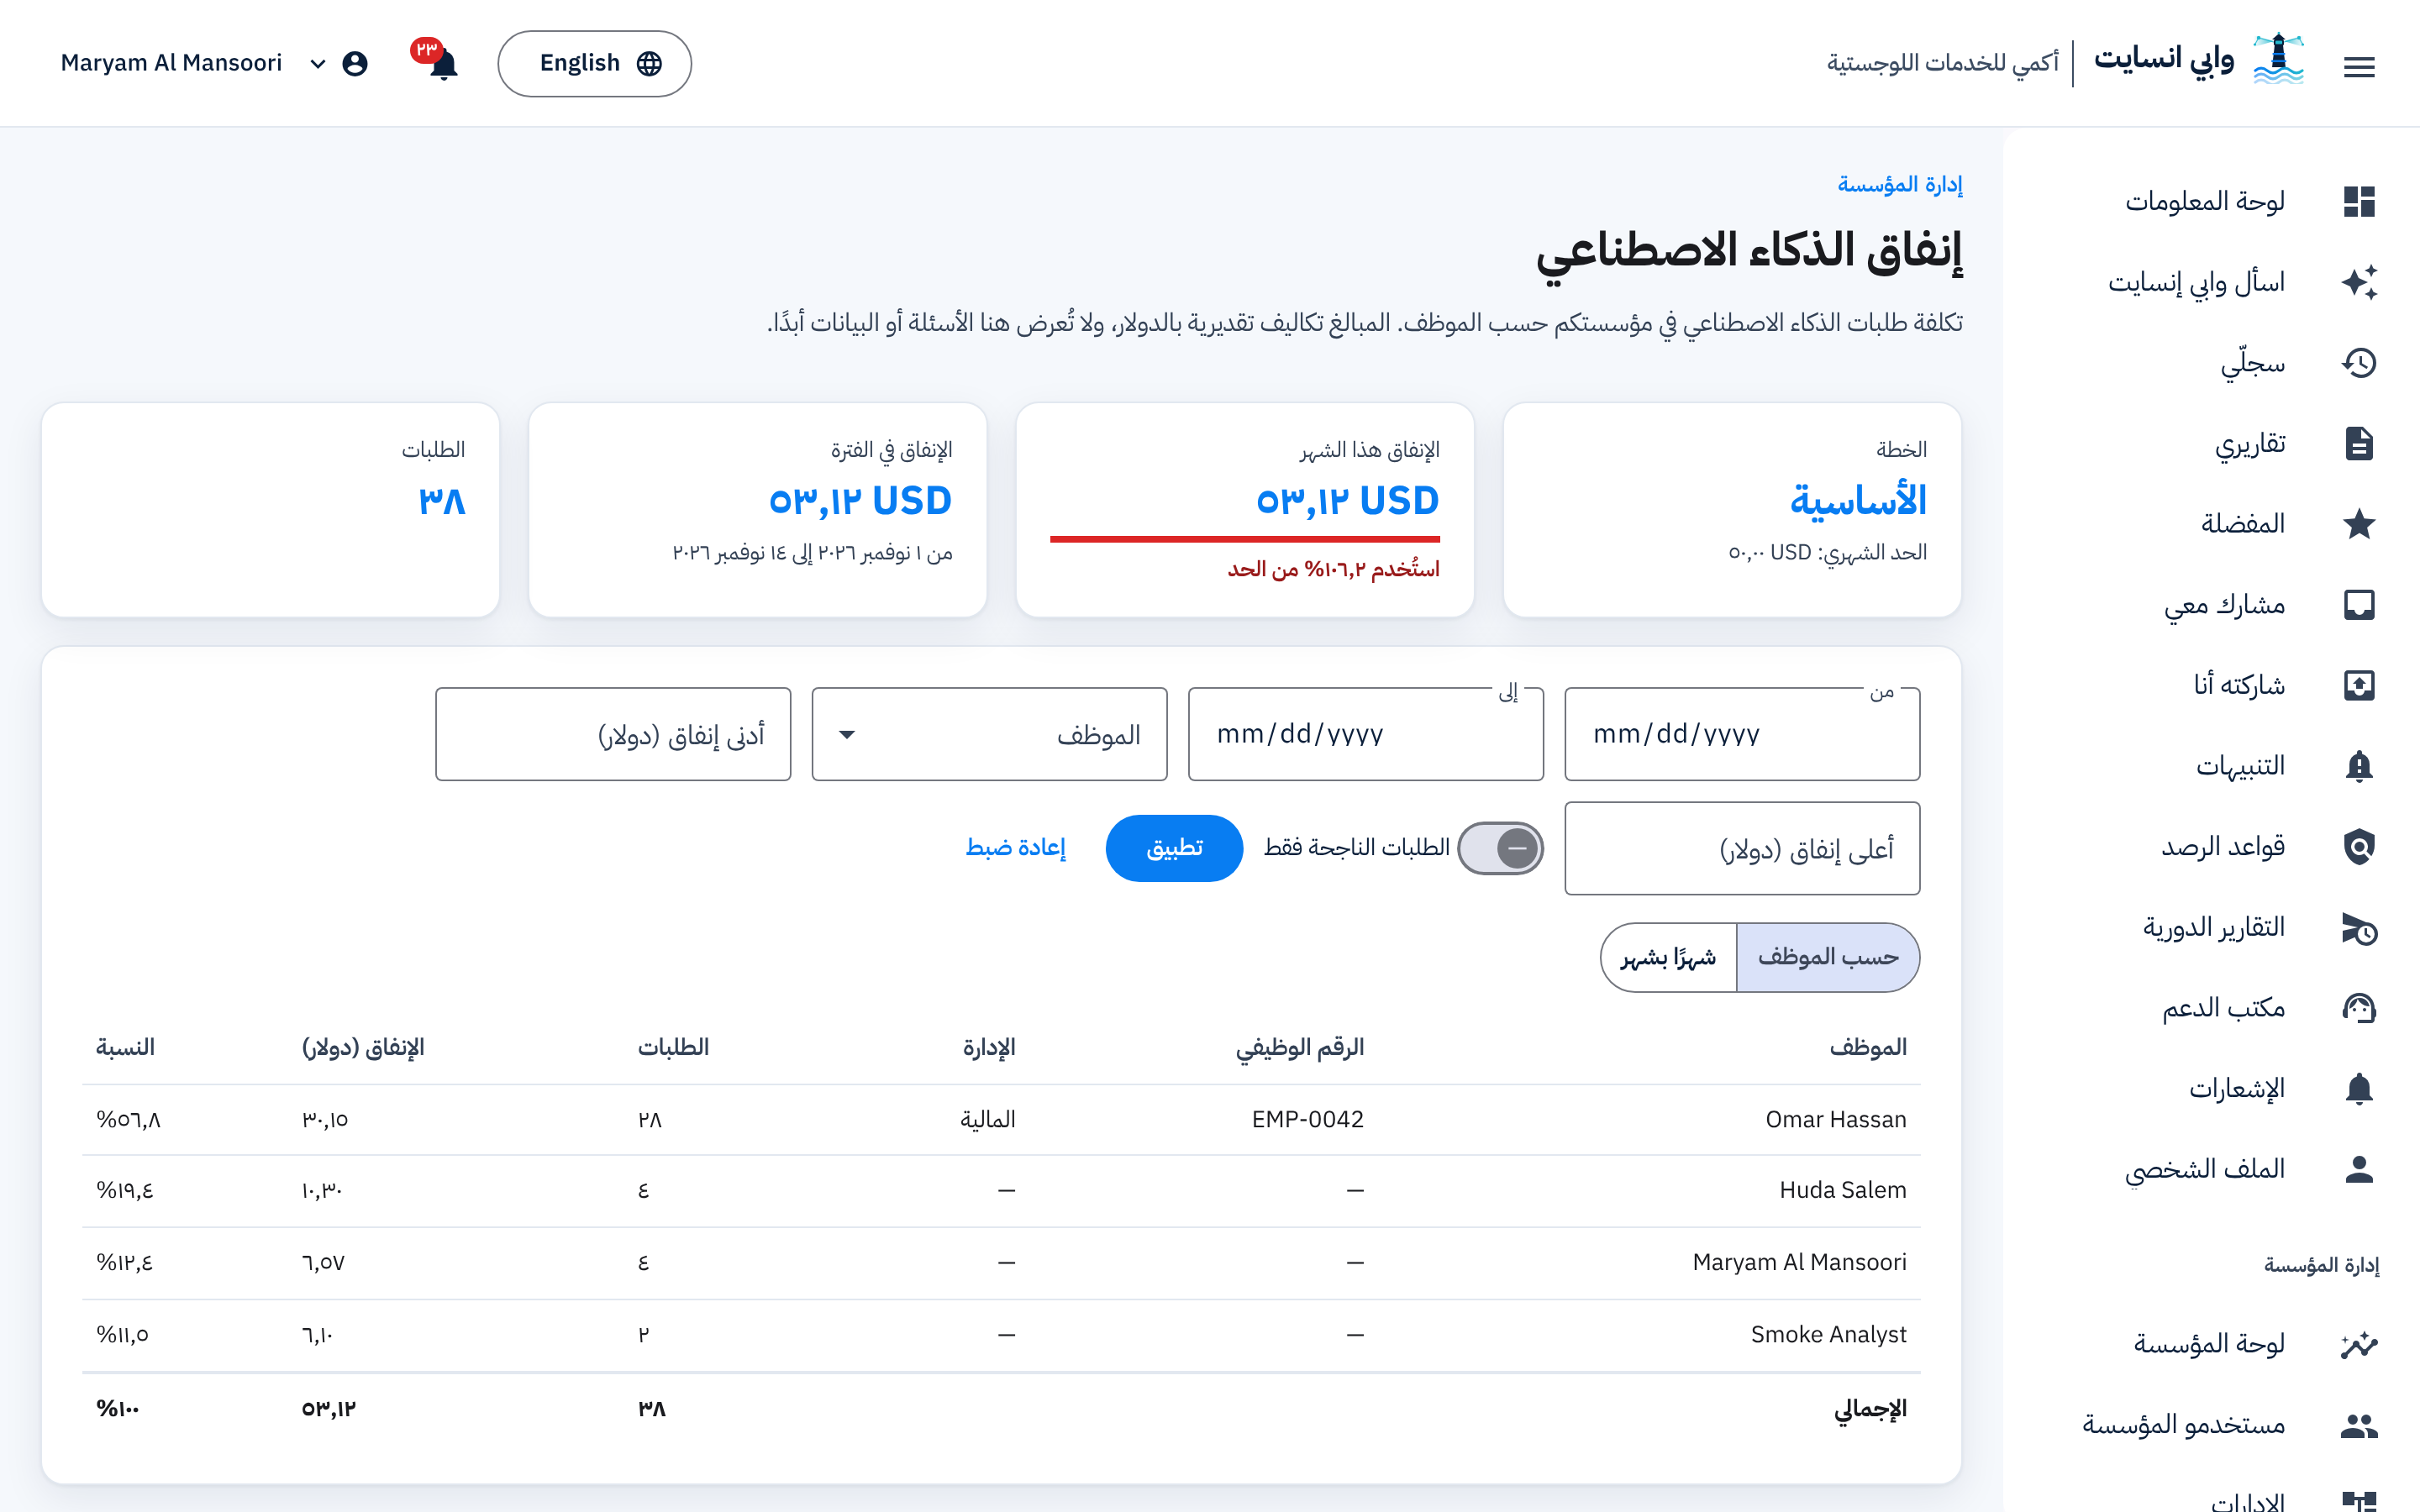 وابي انسايت
أكمي للخدمات اللوجستية
English
٢٣
Maryam Al Mansoori
لوحة المعلومات
اسأل وابي إنسايت
سجلّي
تقاريري
المفضلة
مشارك معي
شاركته أنا
التنبيهات
قواعد الرصد
التقارير الدورية
مكتب الدعم
الإشعارات
الملف الشخصي
إدارة المؤسسة
لوحة المؤسسة
مستخدمو المؤسسة
الإدارات
إدارة المؤسسة
إنفاق الذكاء الاصطناعي
تكلفة طلبات الذكاء الاصطناعي في مؤسستكم حسب الموظف. المبالغ تكاليف تقديرية بالدولار، ولا تُعرض هنا الأسئلة أو البيانات أبدًا.
الخطة
الأساسية
الحد الشهري: USD ٥٠,٠٠
الإنفاق هذا الشهر
٥٣,١٢ USD
استُخدم ١٠٦,٢% من الحد
الإنفاق في الفترة
٥٣,١٢ USD
من ١ نوفمبر ٢٠٢٦ إلى ١٤ نوفمبر ٢٠٢٦
الطلبات
٣٨
من
mm/dd/yyyy
إلى
mm/dd/yyyy
الموظف
أدنى إنفاق (دولار)
أعلى إنفاق (دولار)
الطلبات الناجحة فقط
تطبيق
إعادة ضبط
حسب الموظف
شهرًا بشهر
الموظف الرقم الوظيفي الإدارة الطلبات الإنفاق (دولار) النسبة
Omar Hassan EMP-0042 المالية ٢٨ ٣٠,١٥ ٥٦,٨%
Huda Salem — — ٤ ١٠,٣٠ ١٩,٤%
Maryam Al Mansoori — — ٤ ٦,٥٧ ١٢,٤%
Smoke Analyst — — ٢ ٦,١٠ ١١,٥%
الإجمالي ٣٨ ٥٣,١٢ ١٠٠%